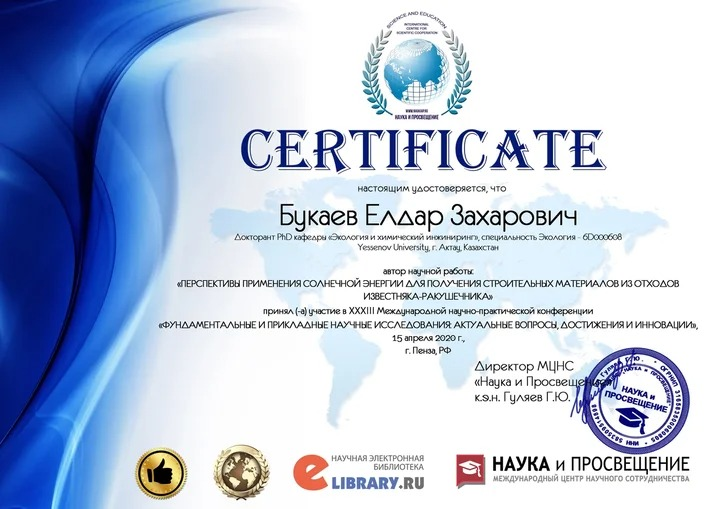 SCIENCE AND EDUCATION
INTERNATIONAL
CENTRE FOR
SCIENTIFIC COOPERATION
НАУКА И ПРОСВЕЩЕНИЕ
CERTIFICATE
настоящим удостоверяется, что
Букаев Елдар Захарович
Докторант PhD кафедры «Экология и химический инжиниринг», специальность Экология – 6D000608
Yessenov University, г. Актау, Казахстан
автор научной работы:
«ПЕРСПЕКТИВЫ ПРИМЕНЕНИЯ СОЛНЕЧНОЙ ЭНЕРГИИ ДЛЯ ПОЛУЧЕНИЯ СТРОИТЕЛЬНЫХ МАТЕРИАЛОВ ИЗ ОТХОДОВ
ИЗВЕСТНЯКА-РАКУШЕЧНИКА»
принял (-а) участие в XXXIII Международной научно-практической конференции
«ФУНДАМЕНТАЛЬНЫЕ И ПРИКЛАДНЫЕ НАУЧНЫЕ ИССЛЕДОВАНИЯ: АКТУАЛЬНЫЕ ВОПРОСЫ, ДОСТИЖЕНИЯ И ИННОВАЦИИ»,
15 апреля 2020 г.,
г. Пенза, РФ
Директор МЦНС
«Наука и Просвещение»
к.э.н. Гуляев Г.Ю.
НАУКА И
ПРОСВЕЩЕНИЕ
НАУЧНАЯ ЭЛЕКТРОННАЯ
БИБЛИОТЕКА
eLIBRARY.RU
НАУКА и ПРОСВЕЩЕНИЕ
МЕЖДУНАРОДНЫЙ ЦЕНТР НАУЧНОГО СОТРУДНИЧЕСТВА